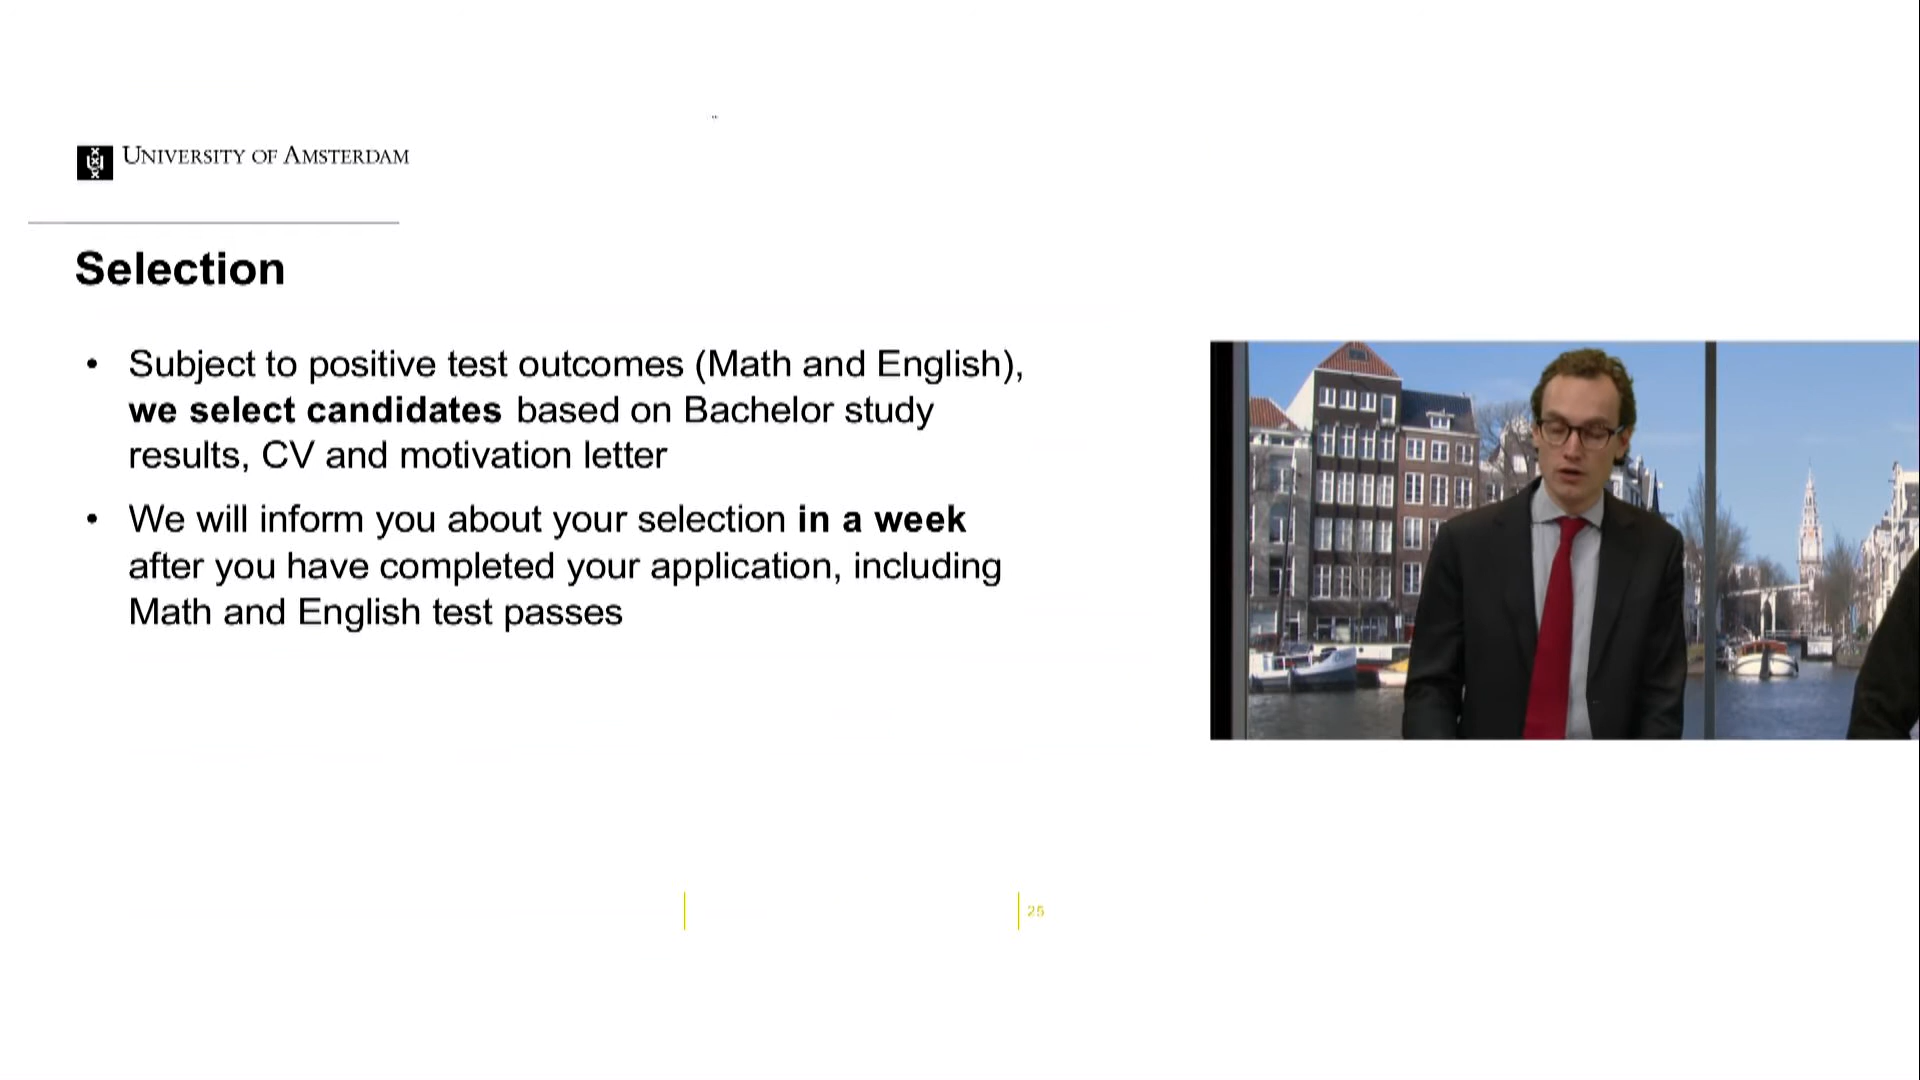 UNIVERSITY OF AMSTERDAM
Selection
• Subject to positive test outcomes (Math and English),
we select candidates based on Bachelor study
results, CV and motivation letter
• We will inform you about your selection in a week
after you have completed your application, including
Math and English test passes
25